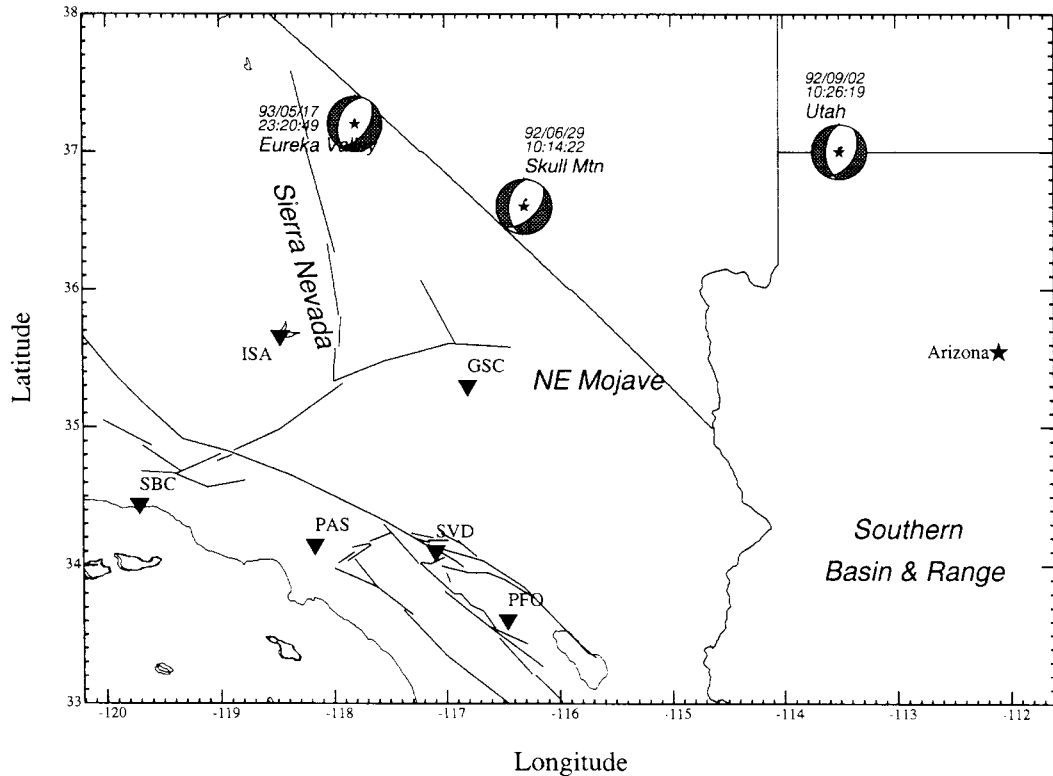 38
37
36
35
34
33
Latitude
93/05/17
23:20:49
Eureka Valley
92/06/29
10:14:22
Skull Mtn
92/09/02
10:26:19
Utah
Sierra Nevada
ISA
GSC
NE Mojave
Arizona
SBC
PAS
SVD
PFO
Southern
Basin & Range
-120
-119
-118
-117
-116
-115
-114
-113
-112
Longitude